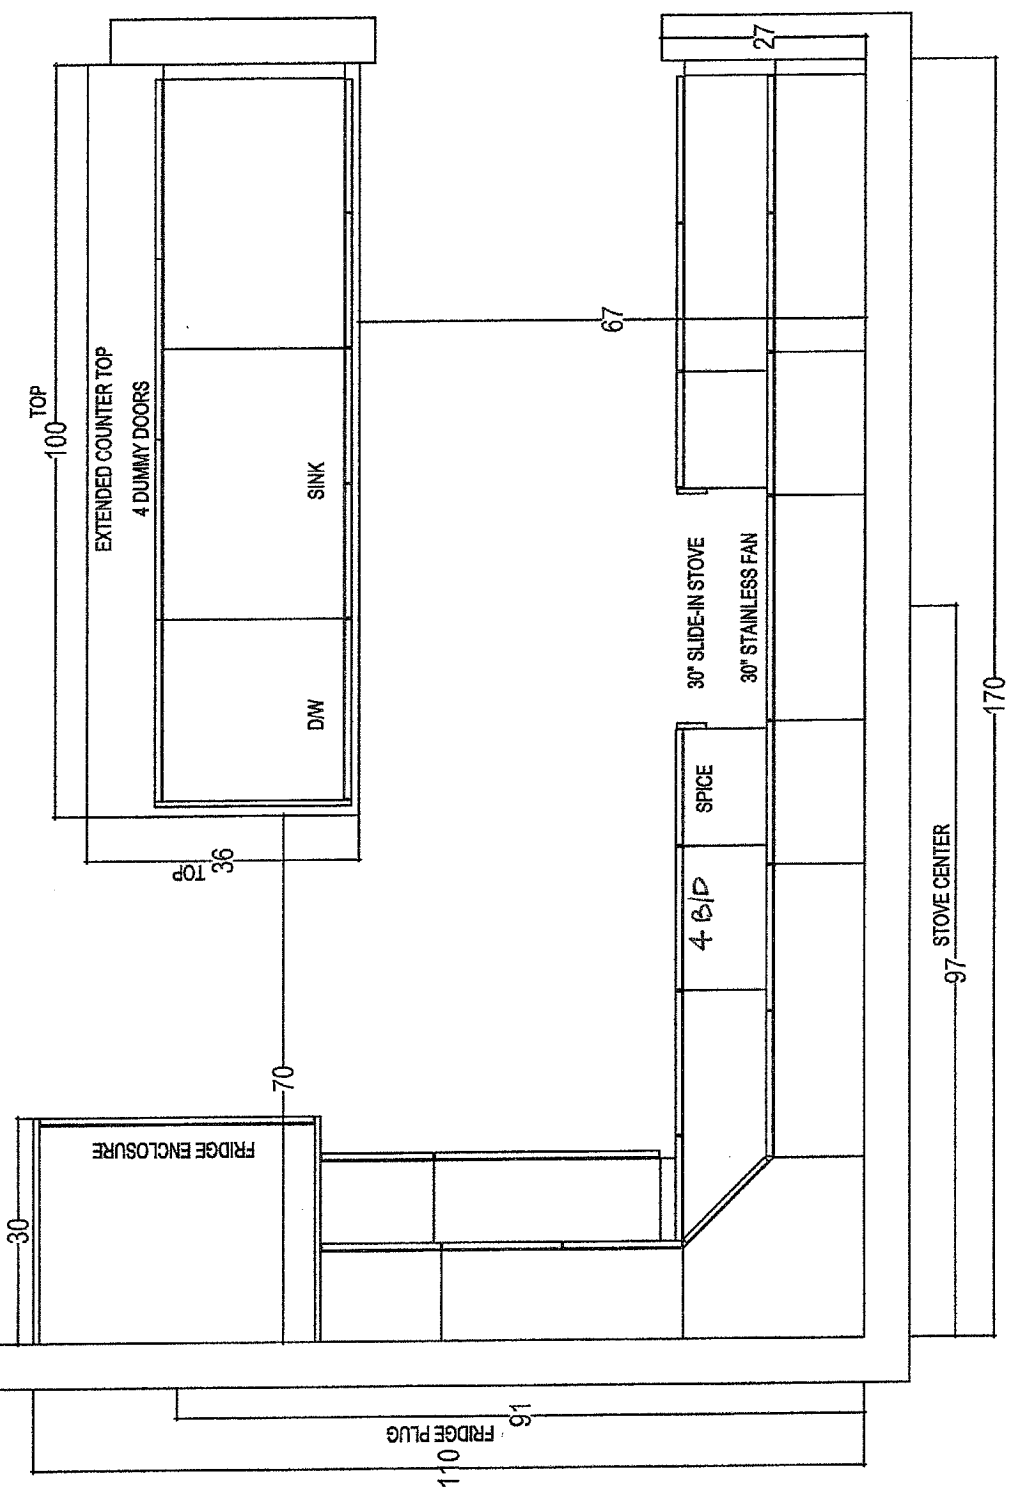 100 TOP
EXTENDED COUNTER TOP
4 DUMMY DOORS
SINK
D/W
TOP 36
27
67
30" SLIDE-IN STOVE
30" STAINLESS FAN
SPICE
4 B/D
70
FRIDGE ENCLOSURE
30
97 STOVE CENTER
170
91 FRIDGE PLUG
110